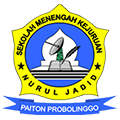 SEKOLAH MENENGAH KEJURUAN
NURUL JADID
PAITON PROBOLINGGO